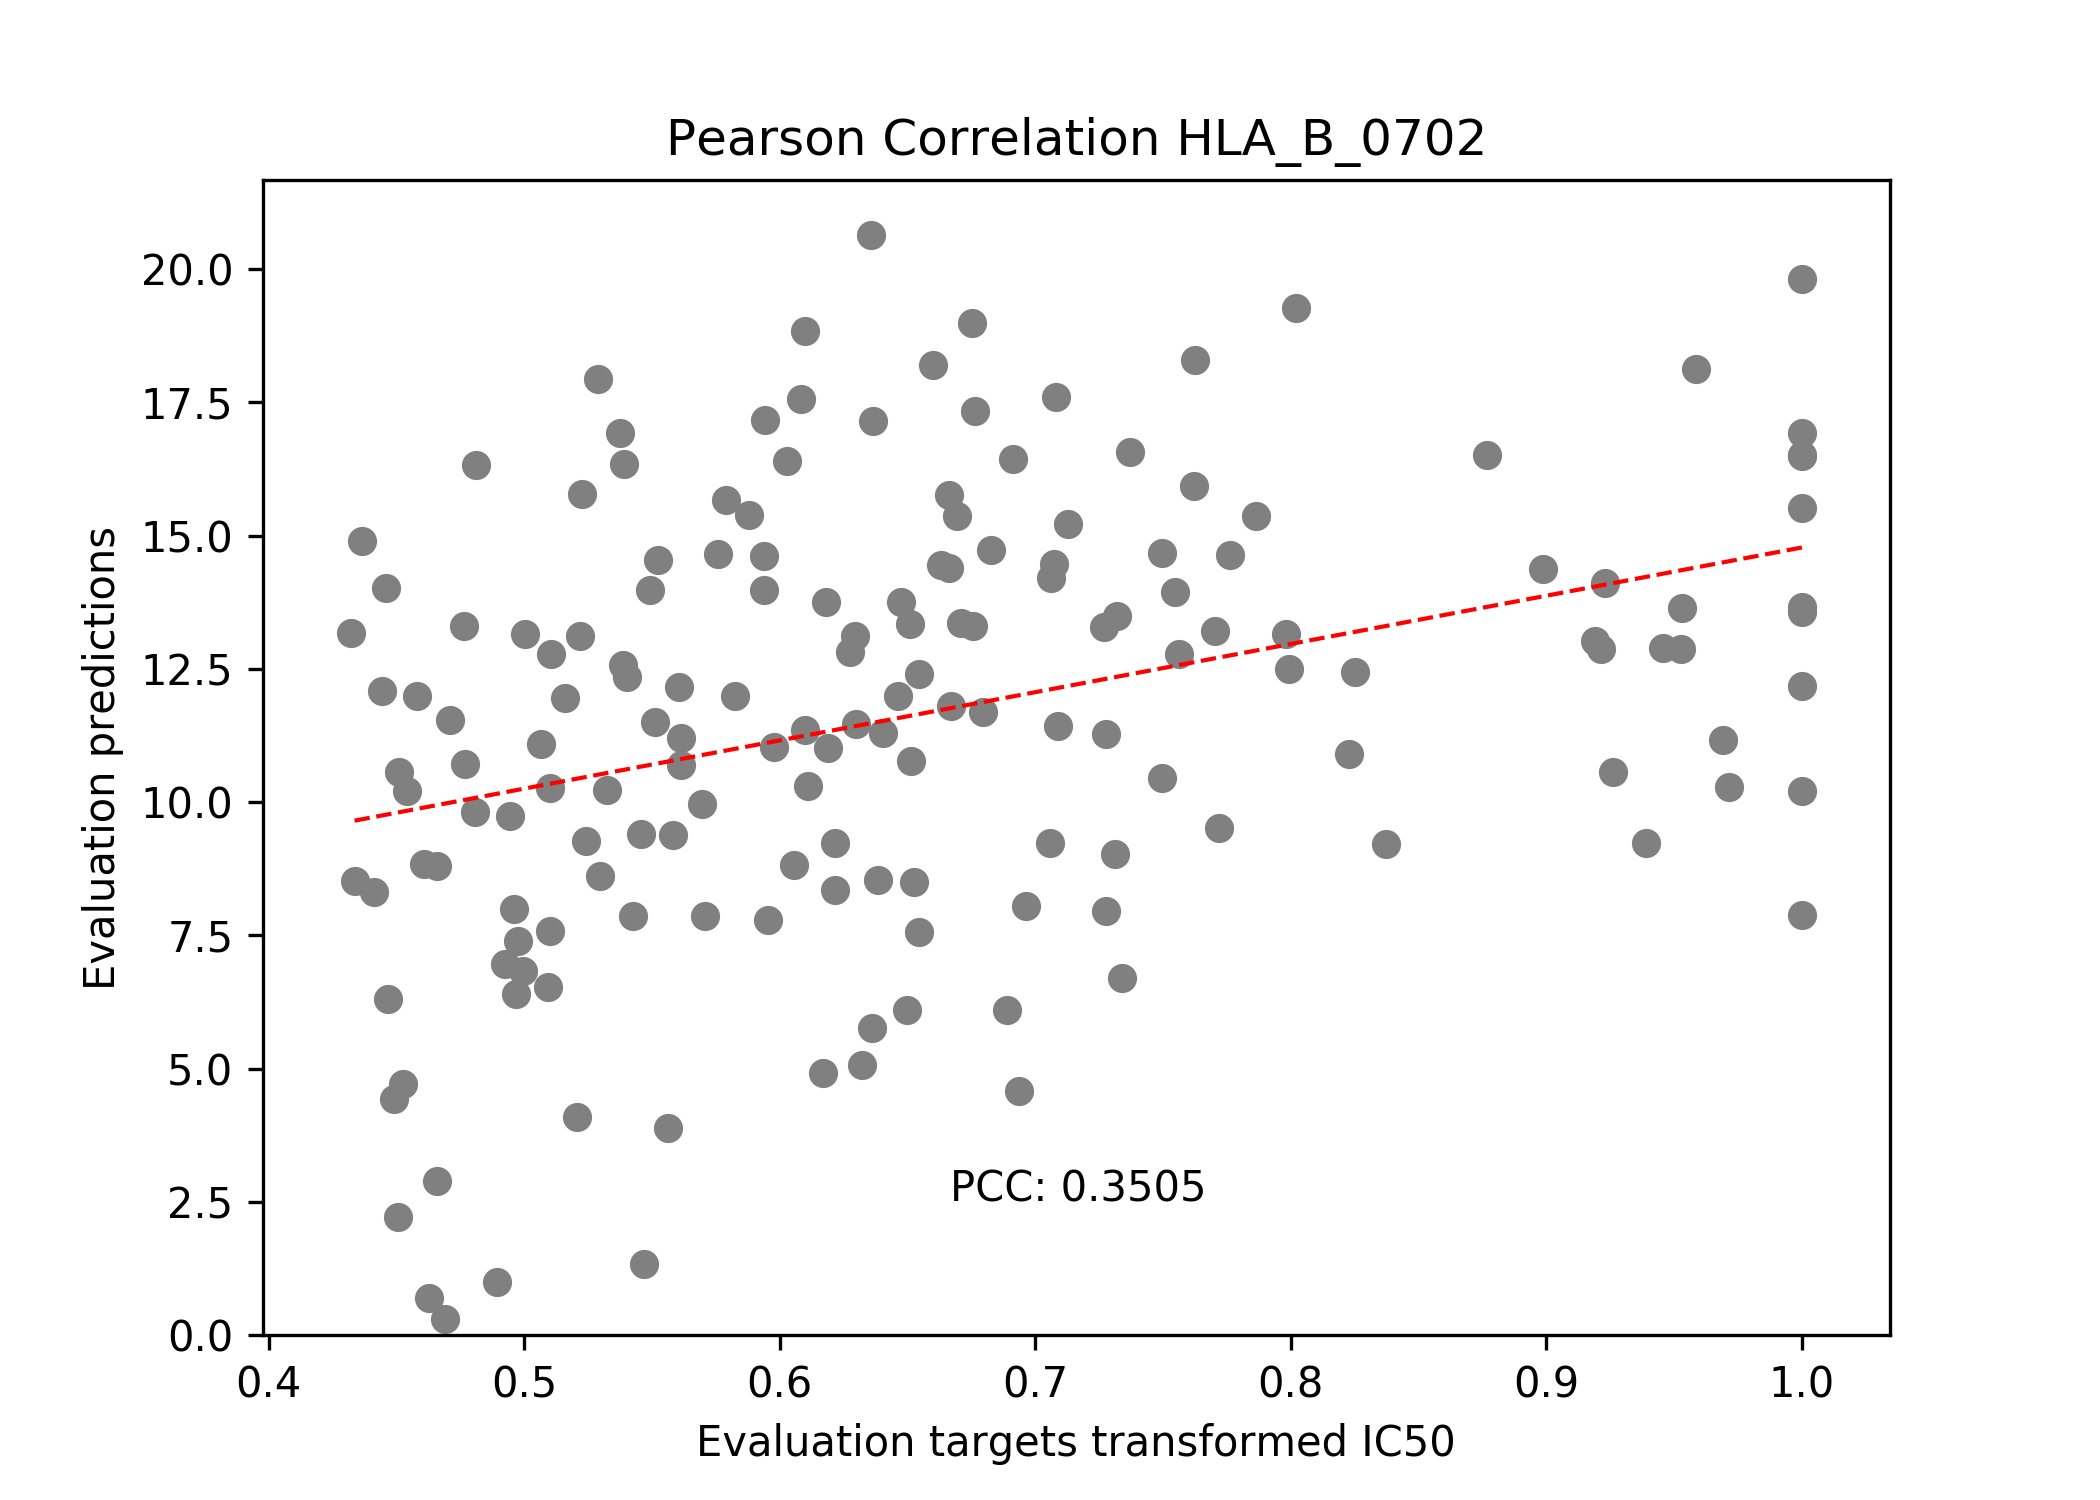 Pearson Correlation HLA_B_0702
Evaluation predictions
20.0
17.5
15.0
12.5
10.0
7.5
5.0
2.5
0.0
PCC: 0.3505
0.4 0.5 0.6 0.7 0.8 0.9 1.0
Evaluation targets transformed IC50